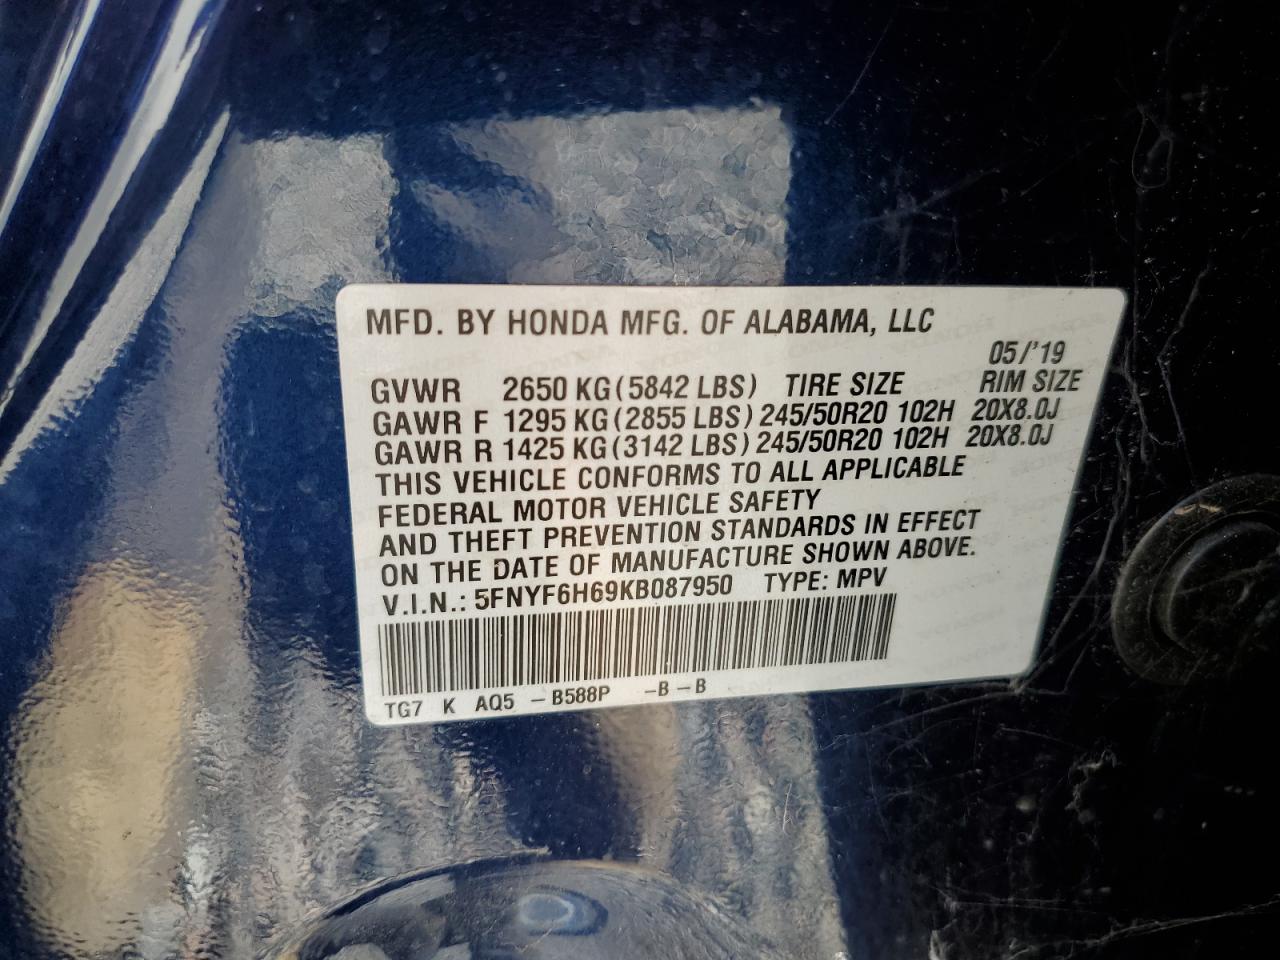 MFD. BY HONDA MFG. OF ALABAMA, LLC
05/'19
GVWR 2650 KG(5842 LBS) TIRE SIZE RIM SIZE
GAWR F 1295 KG(2855 LBS)245/50R20 102H 20X8.0J
GAWR R 1425 KG(3142 LBS)245/50R20 102H 20X8.0J
THIS VEHICLE CONFORMS TO ALL APPLICABLE
FEDERAL MOTOR VEHICLE SAFETY
AND THEFT PREVENTION STANDARDS IN EFFECT
ON THE DATE OF MANUFACTURE SHOWN ABOVE.
V.I.N.: 5FNYF6H69KB087950 TYPE: MPV
TG7 K AQ5 -B588P -B-B